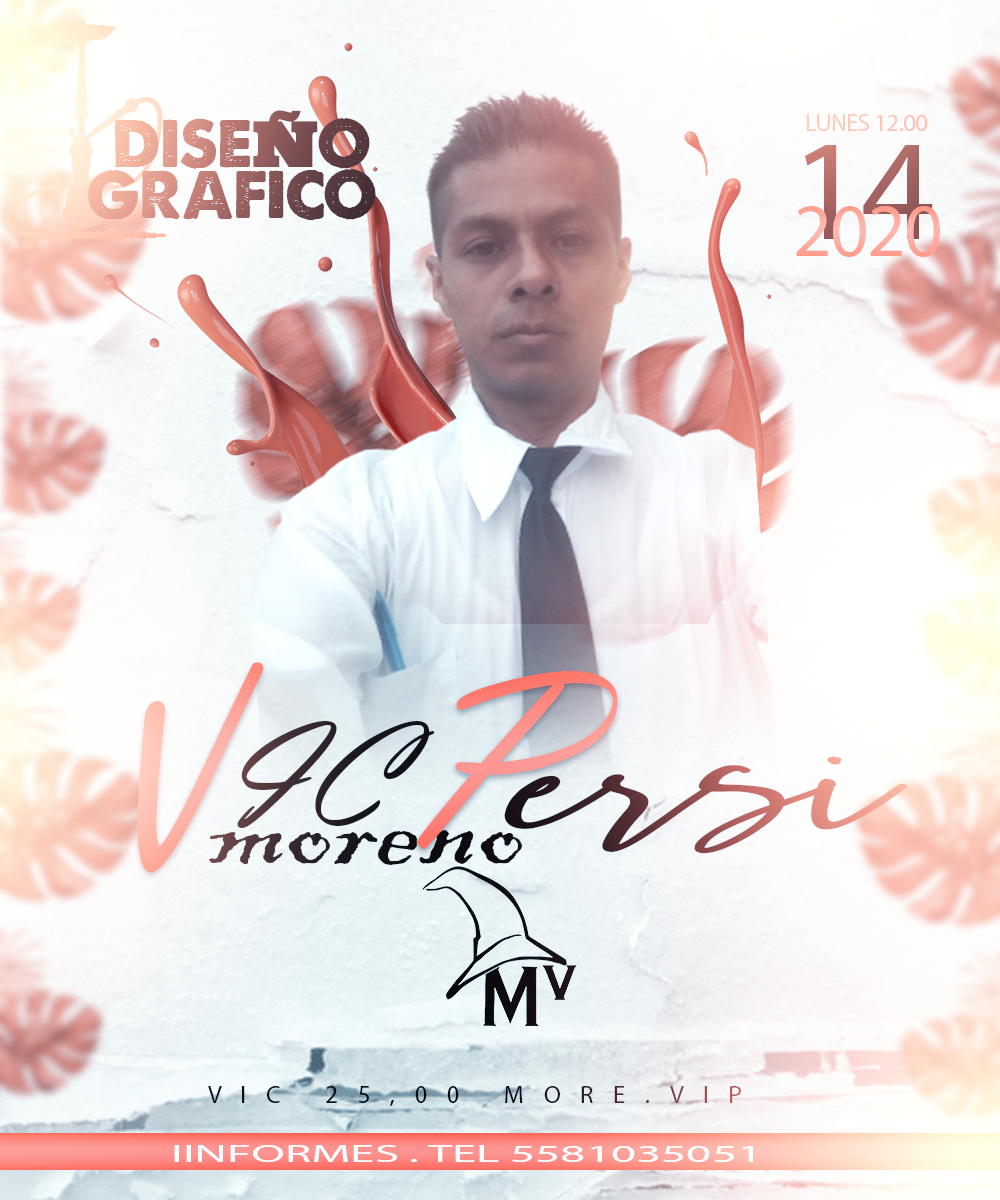 DISEÑO
GRAFICO
LUNES 12.00
14
2020
VIC Persi
moreno
MV
VIC 25,00 MORE.VIP
IINFORMES . TEL 5581035051